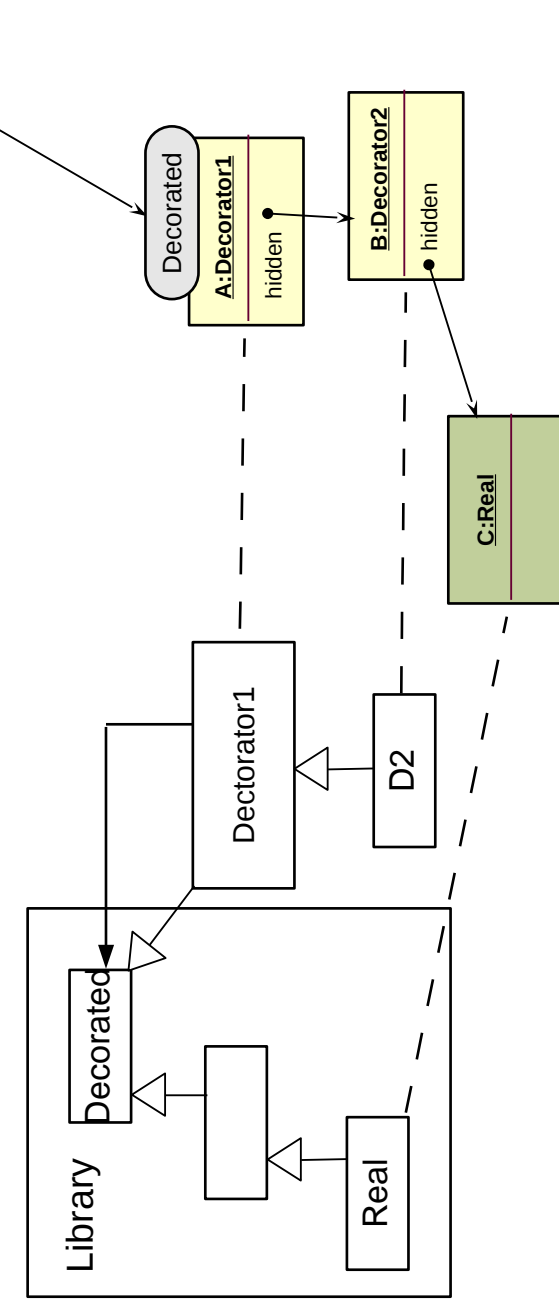 Decorated
A:Decorator1
hidden
B:Decorator2
hidden
C:Real
Dectorator1
D2
Decorated
Library
Real